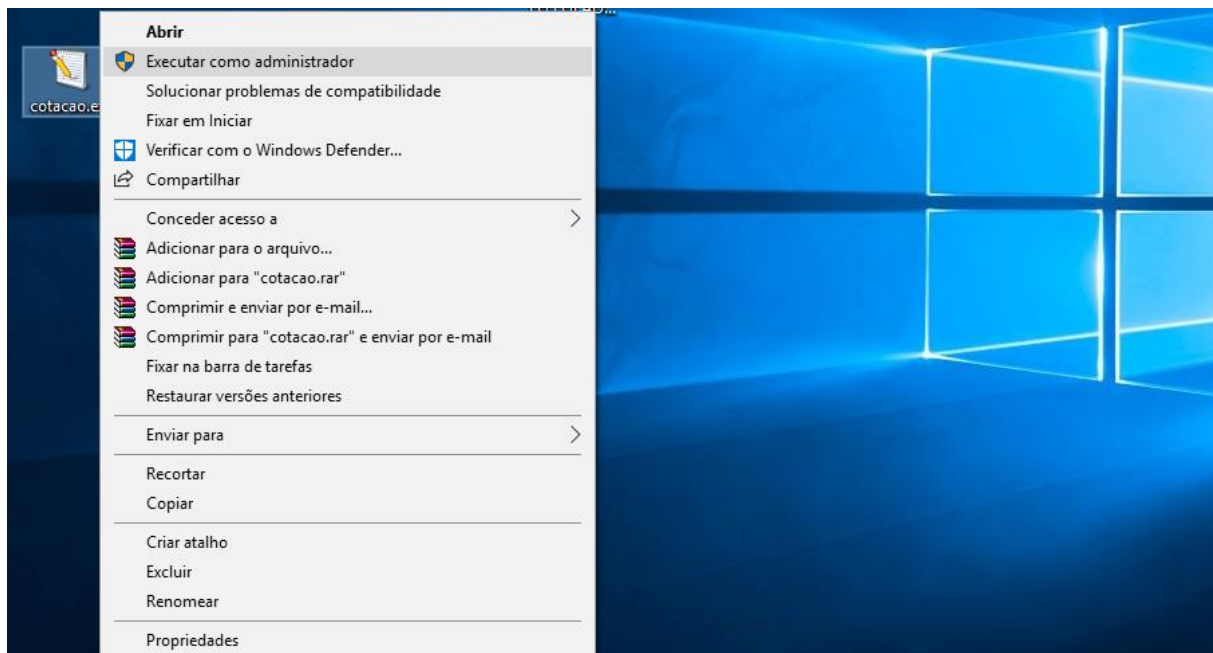 Abrir
Executar como administrador
Solucionar problemas de compatibilidade
Fixar em Iniciar
Verificar com o Windows Defender...
Compartilhar
Conceder acesso a
Adicionar para o arquivo...
Adicionar para "cotacao.rar"
Comprimir e enviar por e-mail...
Comprimir para "cotacao.rar" e enviar por e-mail
Fixar na barra de tarefas
Restaurar versões anteriores
Enviar para
Recortar
Copiar
Criar atalho
Excluir
Renomear
Propriedades
cotacao.e